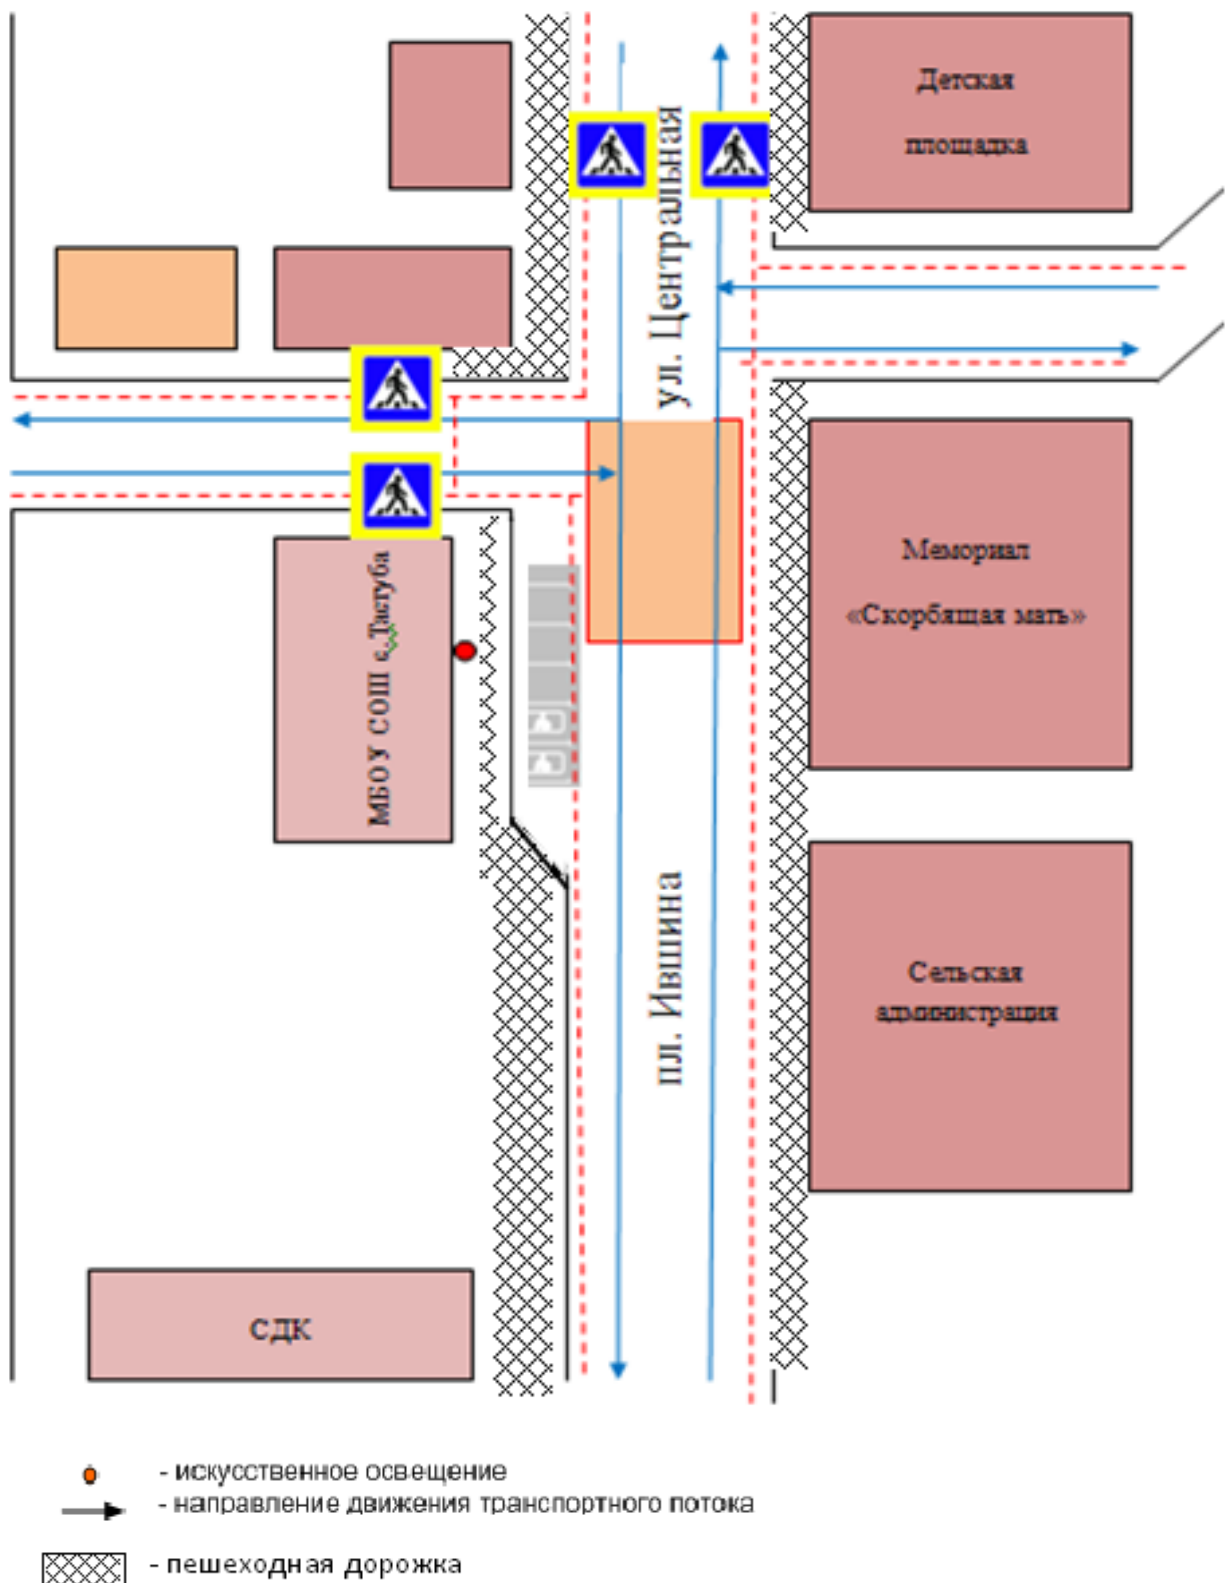 Детская
площадка
ул. Центральная
Мемориал
«Скорбящая мать»
МБОУ СОШ с.Тастуба
пл. Ившина
Сельская
администрация
СДК
- искусственное освещение
- направление движения транспортного потока
- пешеходная дорожка